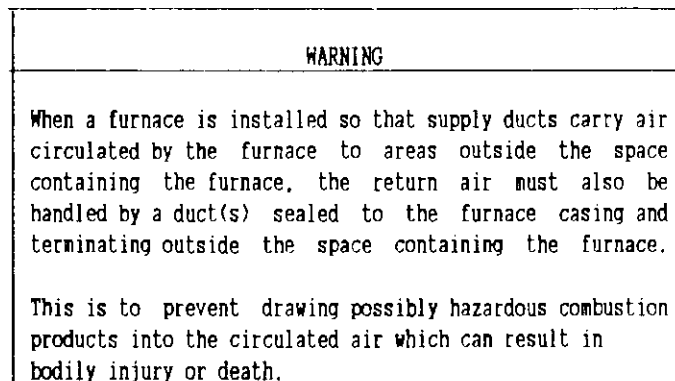 WARNING
When a furnace is installed so that supply ducts carry air
circulated by the furnace to areas outside the space
containing the furnace, the return air must also be
handled by a duct(s) sealed to the furnace casing and
terminating outside the space containing the furnace.
This is to prevent drawing possibly hazardous combustion
products into the circulated air which can result in
bodily injury or death.